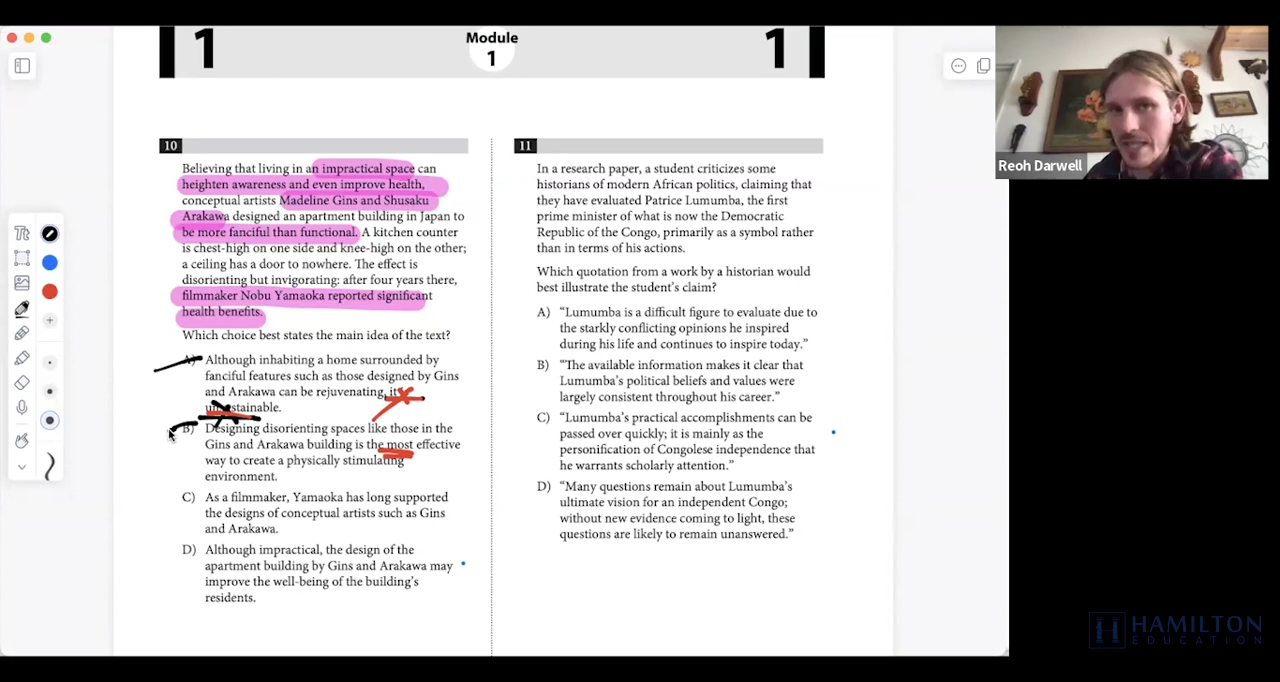 1
Module
1
1
Reoh Darwell
10
Believing that living in an impractical space can
heighten awareness and even improve health,
conceptual artists Madeline Gins and Shusaku
Arakawa designed an apartment building in Japan to
be more fanciful than functional. A kitchen counter
is chest-high on one side and knee-high on the other;
a ceiling has a door to nowhere. The effect is
disorienting but invigorating: after four years there,
filmmaker Nobu Yamaoka reported significant
health benefits.
Which choice best states the main idea of the text?
A) Although inhabiting a home surrounded by
fanciful features such as those designed by Gins
and Arakawa can be rejuvenating,
B) Designing disorienting spaces like those in the
Gins and Arakawa building is the most effective
way to create a physically stimulating
environment.
C) As a filmmaker, Yamaoka has long supported
the designs of conceptual artists such as Gins
and Arakawa.
D) Although impractical, the design of the
apartment building by Gins and Arakawa may
improve the well-being of the building's
residents.
11
In a research paper, a student criticizes some
historians of modern African politics, claiming that
they have evaluated Patrice Lumumba, the first
prime minister of what is now the Democratic
Republic of the Congo, primarily as a symbol rather
than in terms of his actions.
Which quotation from a work by a historian would
best illustrate the student's claim?
A) "Lumumba is a difficult figure to evaluate due to
the starkly conflicting opinions he inspired
during his life and continues to inspire today."
B) "The available information makes it clear that
Lumumba's political beliefs and values were
largely consistent throughout his career."
C) "Lumumba's practical accomplishments can be
passed over quickly; it is mainly as the
personification of Congolese independence that
he warrants scholarly attention."
D) "Many questions remain about Lumumba's
ultimate vision for an independent Congo;
without new evidence coming to light, these
questions are likely to remain unanswered."
Tt
HAMILTON
EDUCATION